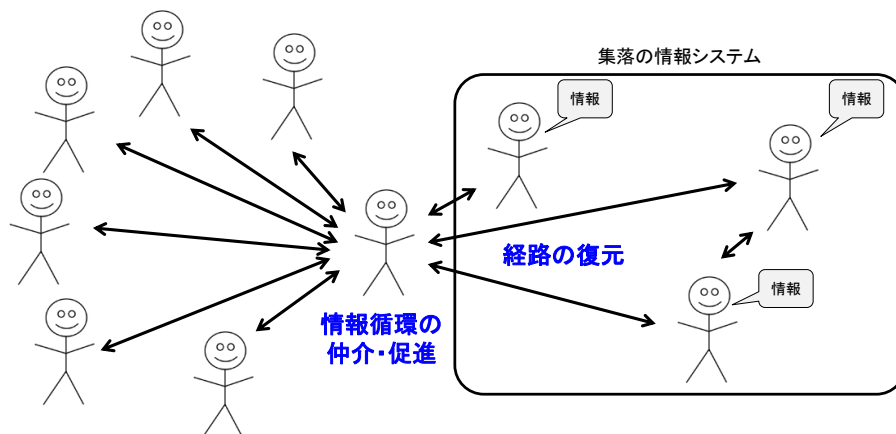 集落の情報システム
情報
情報
経路の復元
情報
情報循環の
仲介・促進